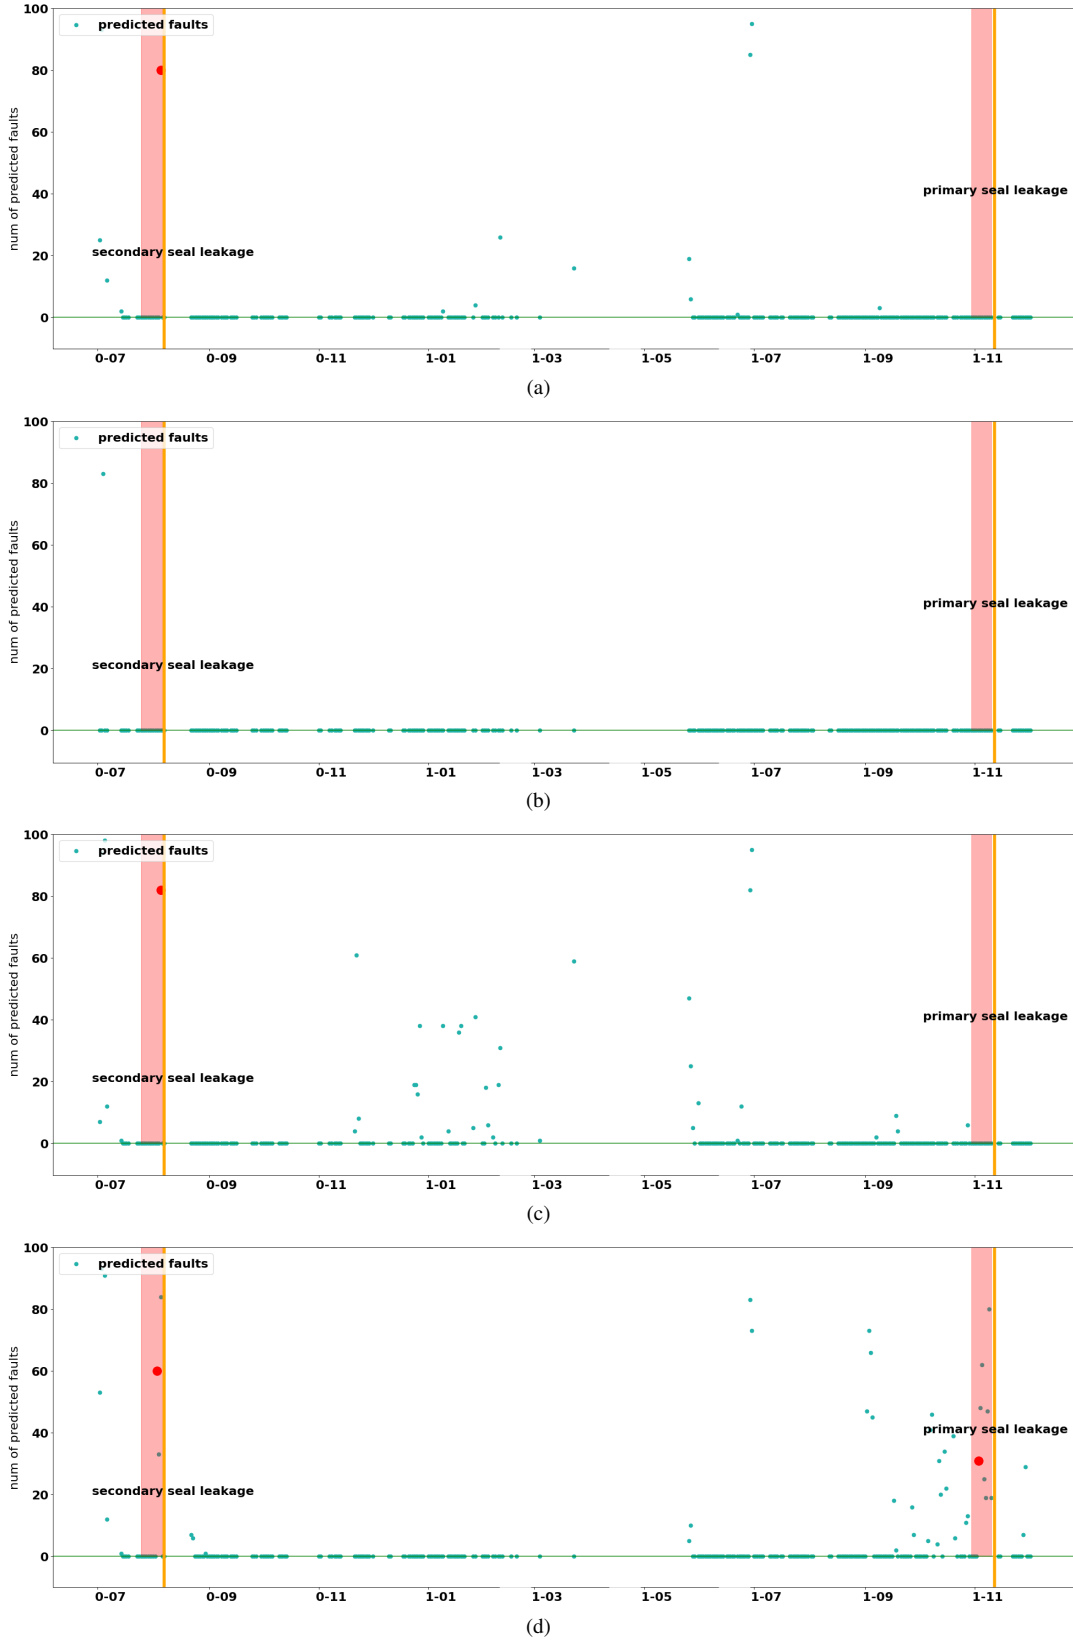 100
predicted faults
80
60
40
primary seal leakage
20
secondary seal leakage
0
num of predicted faults
0-07 0-09 0-11 1-01 1-03 1-05 1-07 1-09 1-11
(a)
100
predicted faults
80
60
40
primary seal leakage
20
secondary seal leakage
0
num of predicted faults
0-07 0-09 0-11 1-01 1-03 1-05 1-07 1-09 1-11
(b)
100
predicted faults
80
60
40
primary seal leakage
20
secondary seal leakage
0
num of predicted faults
0-07 0-09 0-11 1-01 1-03 1-05 1-07 1-09 1-11
(c)
100
predicted faults
80
60
40
primary seal leakage
20
secondary seal leakage
0
num of predicted faults
0-07 0-09 0-11 1-01 1-03 1-05 1-07 1-09 1-11
(d)